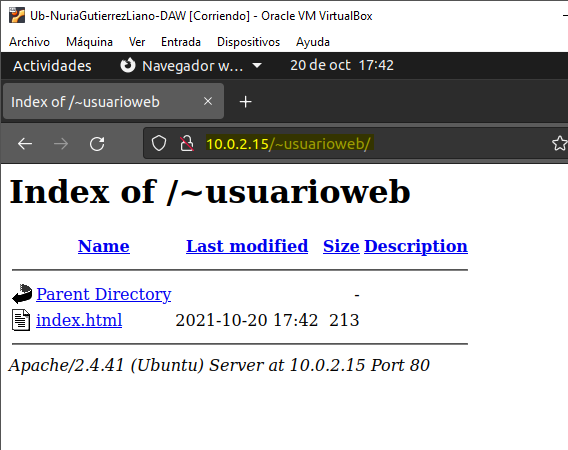 Ub-NuriaGutierrezLiano-DAW [Corriendo] - Oracle VM VirtualBox
Archivo Máquina Ver Entrada Dispositivos Ayuda
Actividades Navegador w... 20 de oct 17:42
Index of /~usuarioweb
10.0.2.15/~usuarioweb/
Index of /~usuarioweb
Name Last modified Size Description
Parent Directory -
index.html 2021-10-20 17:42 213
Apache/2.4.41 (Ubuntu) Server at 10.0.2.15 Port 80